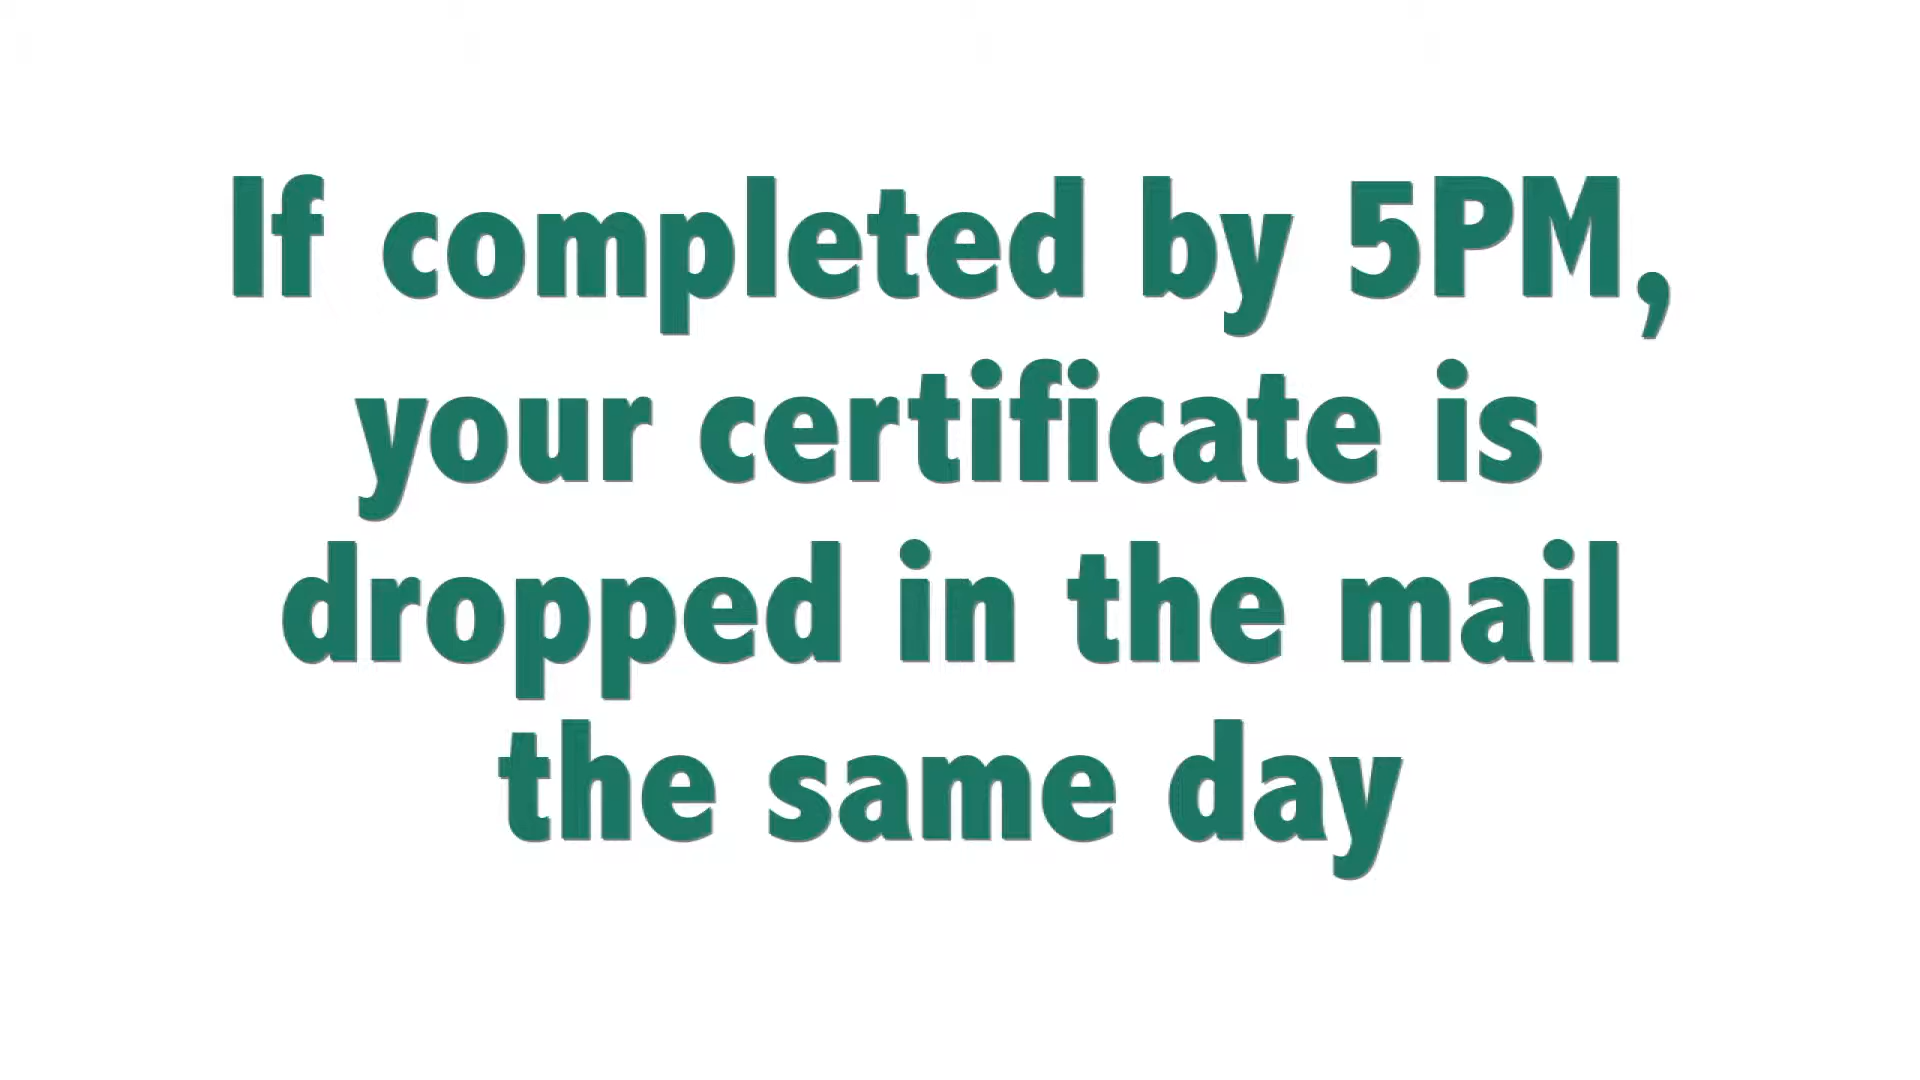 If completed by 5PM,
your certificate is
dropped in the mail
the same day